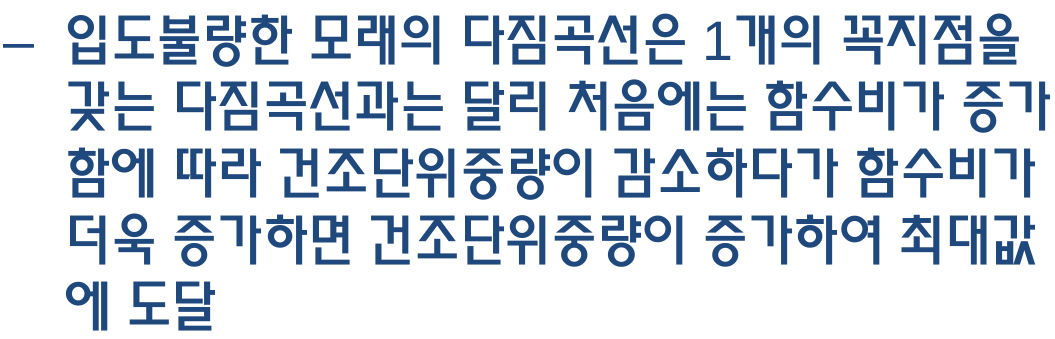 – 입도불량한 모래의 다짐곡선은 1개의 꼭지점을
갖는 다짐곡선과는 달리 처음에는 함수비가 증가
함에 따라 건조단위중량이 감소하다가 함수비가
더욱 증가하면 건조단위중량이 증가하여 최대값
에 도달